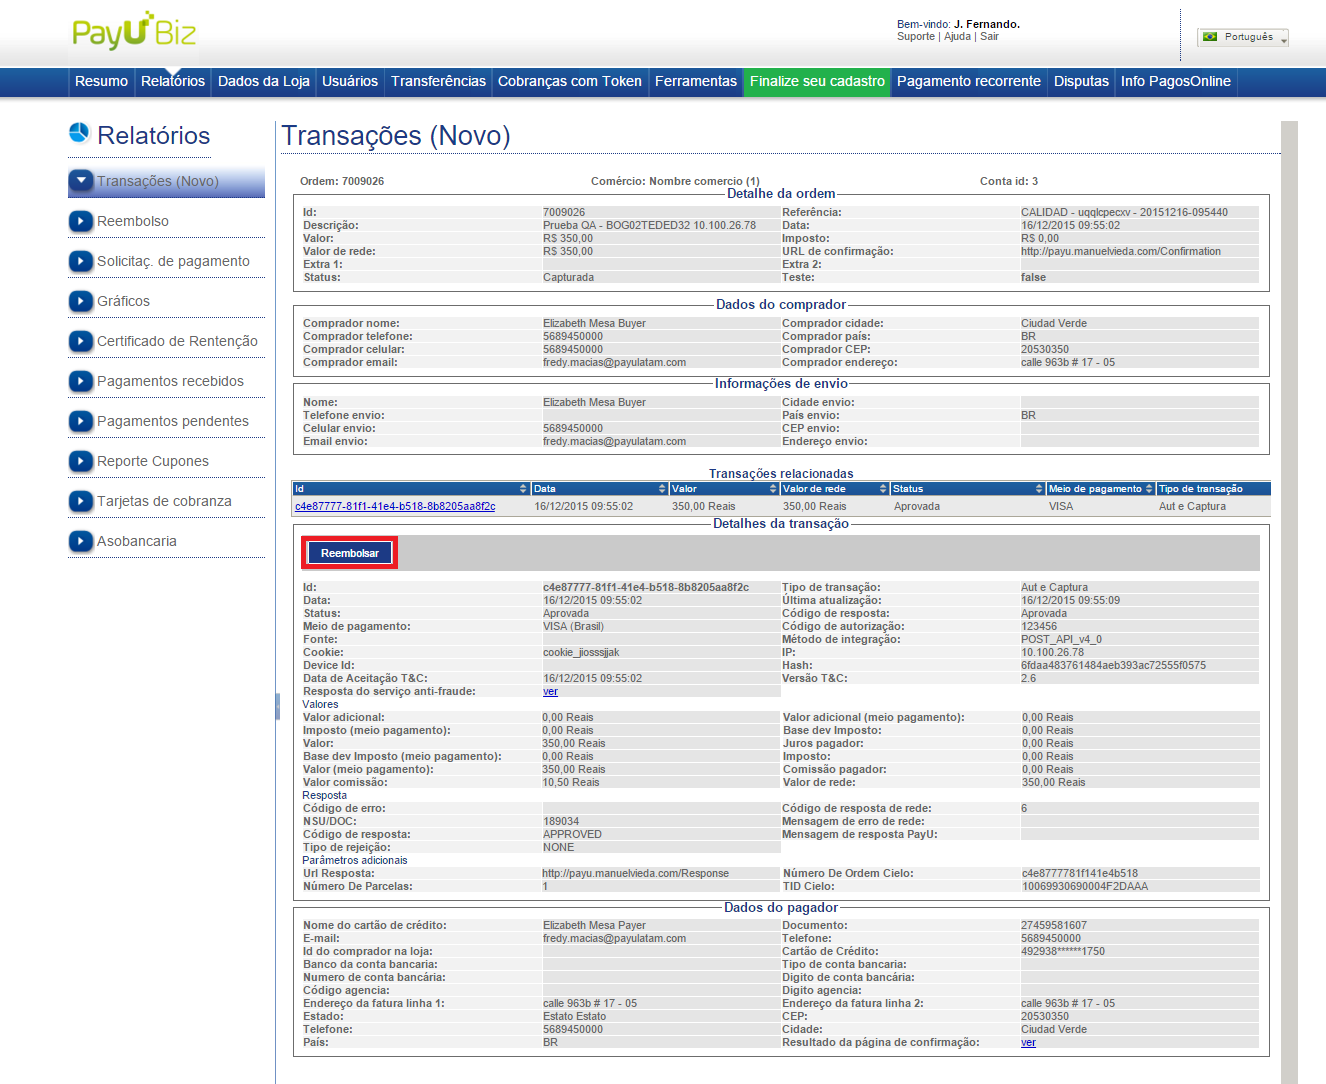 PayU Biz
Bem-vindo: J. Fernando.
Suporte | Ajuda | Sair
Português
Resumo Relatórios Dados da Loja Usuários Transferências Cobranças com Token Ferramentas Finalize seu cadastro Pagamento recorrente Disputas Info PagosOnline
Relatórios
Transações (Novo)
Reembolso
Solicitaç. de pagamento
Gráficos
Certificado de Rentenção
Pagamentos recebidos
Pagamentos pendentes
Reporte Cupones
Tarjetas de cobranza
Asobancaria
Transações (Novo)
Ordem: 7009026 Comércio: Nombre comercio (1) Conta id: 3
Detalhe da ordem
Id: 7009026 Referência: CALIDAD - uqqlcpecxv - 20151216-095440
Descrição: Prueba QA - BOG02TEDED32 10.100.26.78 Data: 16/12/2015 09:55:02
Valor: R$ 350,00 Imposto: R$ 0,00
Valor de rede: R$ 350,00 URL de confirmação: http://payu.manuelvieda.com/Confirmation
Extra 1: Extra 2:
Status: Capturada Teste: false
Dados do comprador
Comprador nome: Elizabeth Mesa Buyer Comprador cidade: Ciudad Verde
Comprador telefone: 5689450000 Comprador país: BR
Comprador celular: 5689450000 Comprador CEP: 20530350
Comprador email: fredy.macias@payulatam.com Comprador endereço: calle 963b # 17 - 05
Informações de envio
Nome: Elizabeth Mesa Buyer Cidade envio:
Telefone envio: País envio: BR
Celular envio: 5689450000 CEP envio:
Email envio: fredy.macias@payulatam.com Endereço envio:
Transações relacionadas
Id Data Valor Valor de rede Status Meio de pagamento Tipo de transação
c4e87777-81f1-41e4-b518-8b8205aa8f2c 16/12/2015 09:55:02 350,00 Reais 350,00 Reais Aprovada VISA Aut e Captura
Detalhes da transação
Reembolsar
Id: c4e87777-81f1-41e4-b518-8b8205aa8f2c Tipo de transação: Aut e Captura
Data: 16/12/2015 09:55:02 Última atualização: 16/12/2015 09:55:09
Status: Aprovada Código de resposta: Aprovada
Meio de pagamento: VISA (Brasil) Código de autorização: 123456
Fonte: Método de integração: POST_API_v4_0
Cookie: cookie_jiosssjjak IP: 10.100.26.78
Device Id: Hash: 6fdaa483761484aeb393ac72555f0575
Data de Aceitação T&C: 16/12/2015 09:55:02 Versão T&C: 2.6
Resposta do serviço anti-fraude: ver
Valores
Valor adicional: 0,00 Reais Valor adicional (meio pagamento): 0,00 Reais
Imposto (meio pagamento): 0,00 Reais Base dev Imposto: 0,00 Reais
Valor: 350,00 Reais Juros pagador: 0,00 Reais
Base dev Imposto (meio pagamento): 0,00 Reais Imposto: 0,00 Reais
Valor (meio pagamento): 350,00 Reais Comissão pagador: 0,00 Reais
Valor comissão: 10,50 Reais Valor de rede: 350,00 Reais
Resposta
Código de erro: Código de resposta de rede: 6
NSU/DOC: 189034 Mensagem de erro de rede:
Código de resposta: APPROVED Mensagem de resposta PayU:
Tipo de rejeição: NONE
Parâmetros adicionais
Url Resposta: http://payu.manuelvieda.com/Response Número De Ordem Cielo: c4e8777781f141e4b518
Número De Parcelas: 1 TID Cielo: 10069930690004F2DAAA
Dados do pagador
Nome do cartão de crédito: Elizabeth Mesa Payer Documento: 27459581607
E-mail: fredy.macias@payulatam.com Telefone: 5689450000
Id do comprador na loja: Cartão de Crédito: 492938******1750
Banco da conta bancaria: Tipo de conta bancaria:
Numero de conta bancária: Digito de conta bancária:
Código agencia: Digito agencia:
Endereço da fatura linha 1: calle 963b # 17 - 05 Endereço da fatura linha 2: calle 963b # 17 - 05
Estado: Estato Estato CEP: 20530350
Telefone: 5689450000 Cidade: Ciudad Verde
País: BR Resultado da página de confirmação: ver